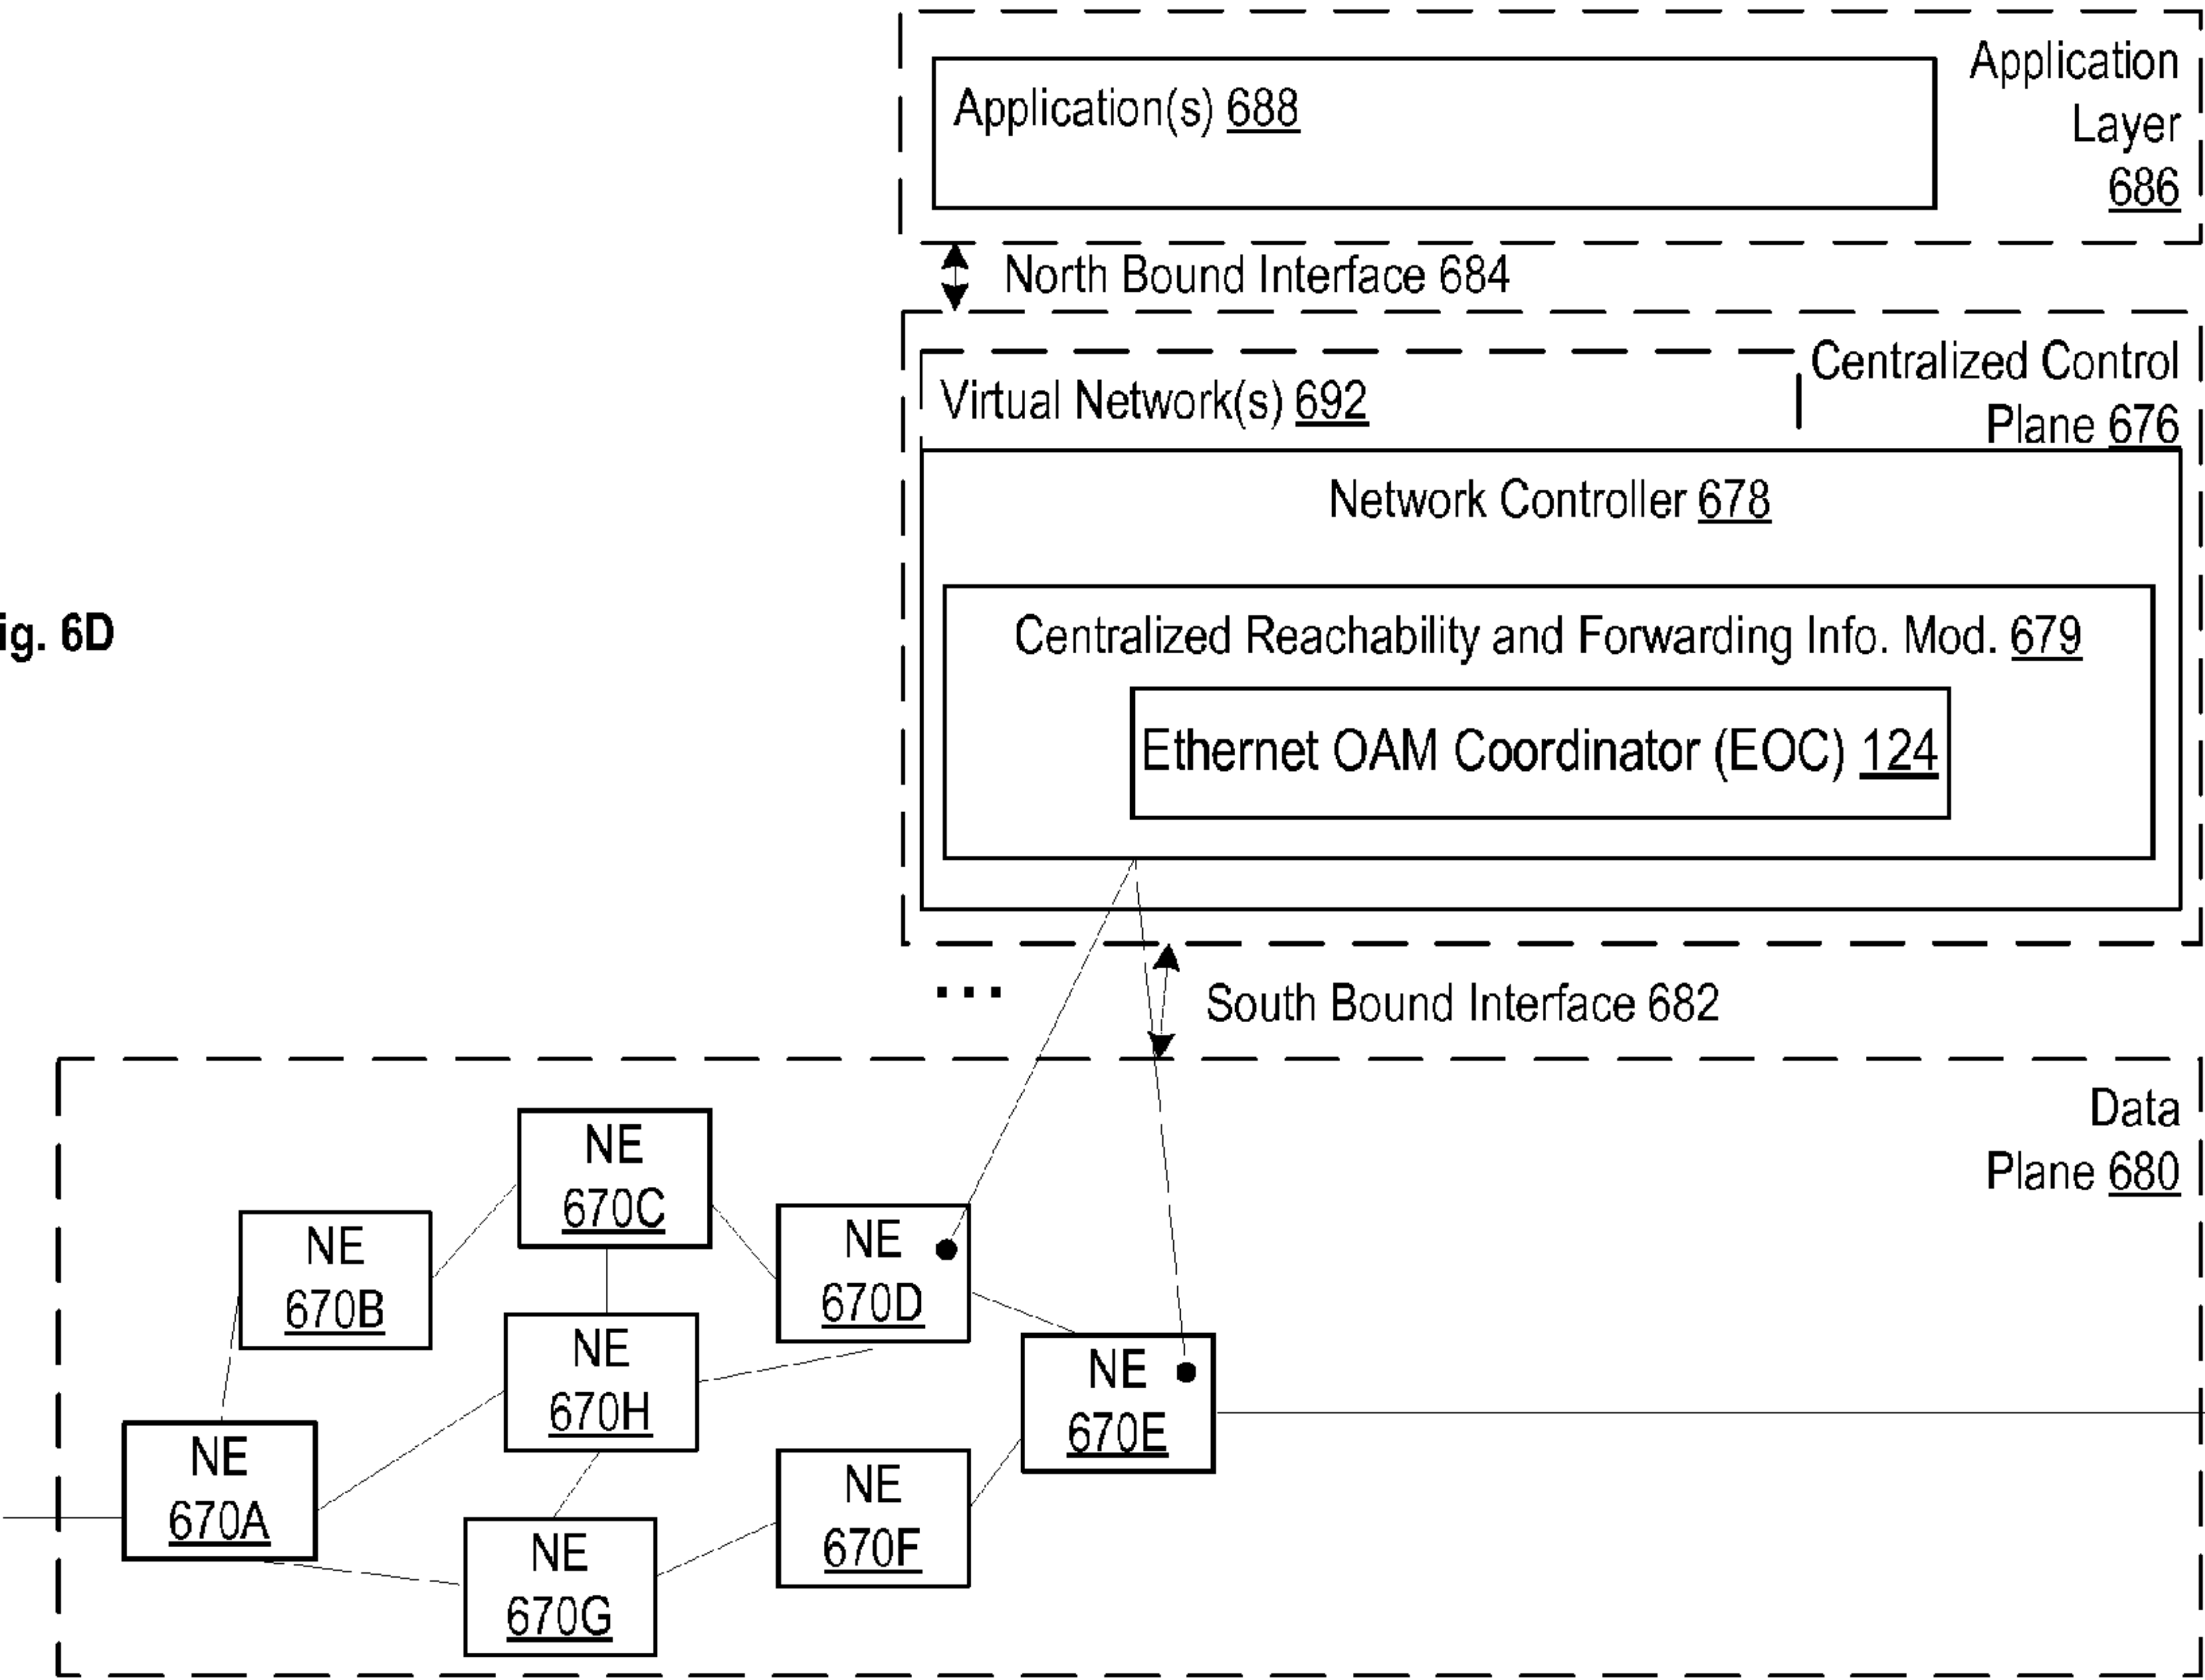 Application
Layer
686
Application(s) 688
North Bound Interface 684
Centralized Control
Plane 676
Virtual Network(s) 692
Network Controller 678
Centralized Reachability and Forwarding Info. Mod. 679
Ethernet OAM Coordinator (EOC) 124
ig. 6D
...
South Bound Interface 682
Data
Plane 680
NE
670C
NE
670B
NE
670D
NE
670H
NE
670E
NE
670A
NE
670F
NE
670G